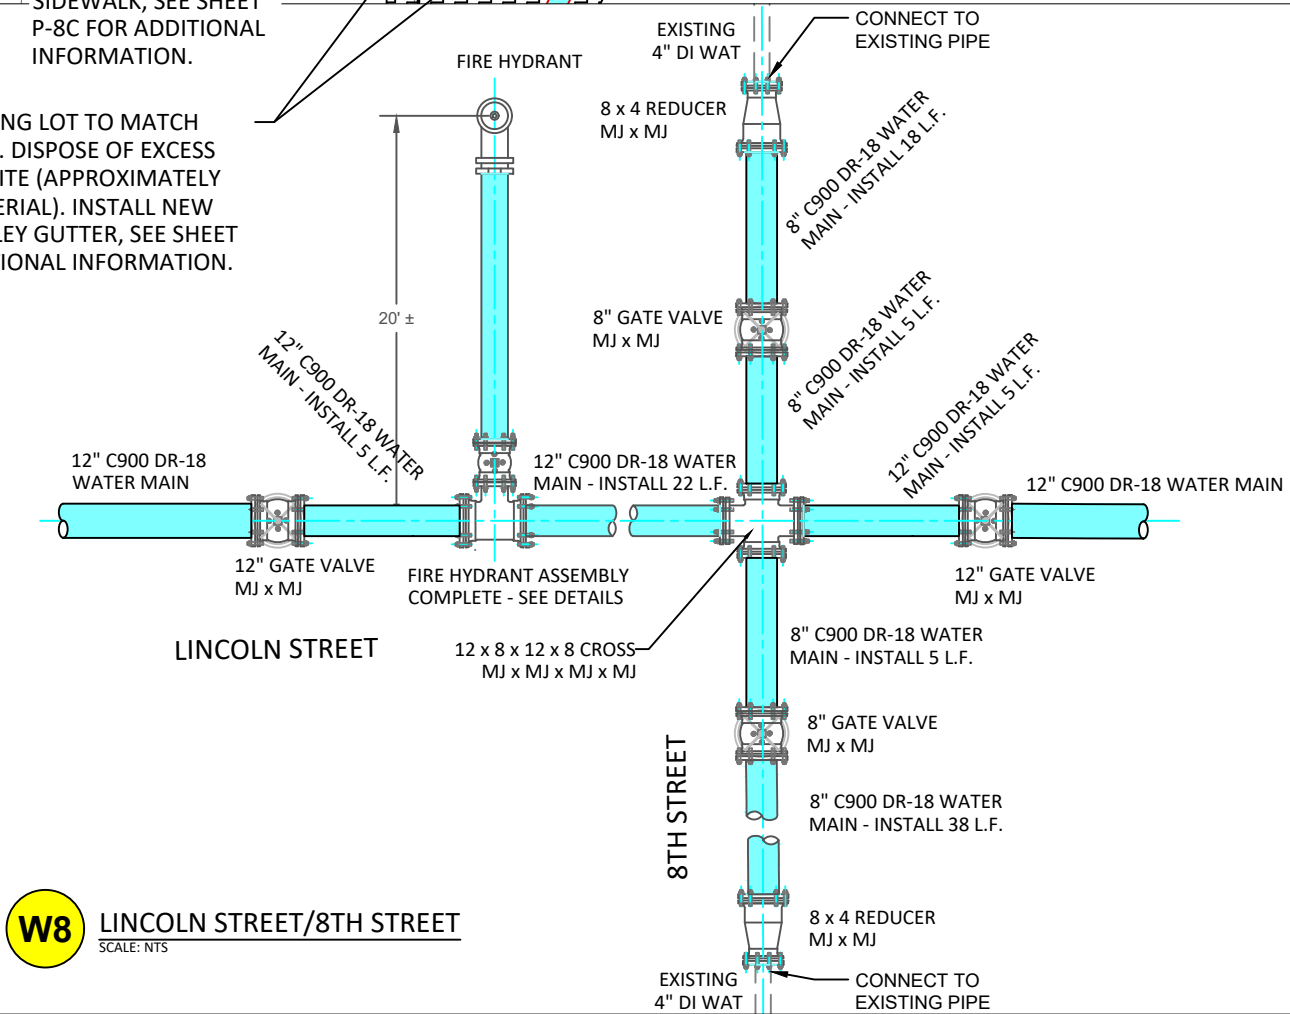 SIDEWALK, SEE SHEET
P-8C FOR ADDITIONAL
INFORMATION.
NG LOT TO MATCH
. DISPOSE OF EXCESS
ITE (APPROXIMATELY
ERIAL). INSTALL NEW
LEY GUTTER, SEE SHEET
TIONAL INFORMATION.
FIRE HYDRANT
EXISTING
4" DI WAT
CONNECT TO
EXISTING PIPE
8 x 4 REDUCER
MJ x MJ
8" C900 DR-18 WATER
MAIN - INSTALL 18 L.F.
20' ±
8" GATE VALVE
MJ x MJ
8" C900 DR-18 WATER
MAIN - INSTALL 5 L.F.
12" C900 DR-18 WATER
MAIN - INSTALL 5 L.F.
12" C900 DR-18 WATER
MAIN - INSTALL 5 L.F.
12" C900 DR-18
WATER MAIN
12" C900 DR-18 WATER
MAIN - INSTALL 22 L.F.
12" C900 DR-18 WATER MAIN
12" GATE VALVE
MJ x MJ
FIRE HYDRANT ASSEMBLY
COMPLETE - SEE DETAILS
12" GATE VALVE
MJ x MJ
LINCOLN STREET
12 x 8 x 12 x 8 CROSS
MJ x MJ x MJ x MJ
8" C900 DR-18 WATER
MAIN - INSTALL 5 L.F.
8TH STREET
8" GATE VALVE
MJ x MJ
8" C900 DR-18 WATER
MAIN - INSTALL 38 L.F.
8 x 4 REDUCER
MJ x MJ
W8
LINCOLN STREET/8TH STREET
SCALE: NTS
EXISTING
4" DI WAT
CONNECT TO
EXISTING PIPE